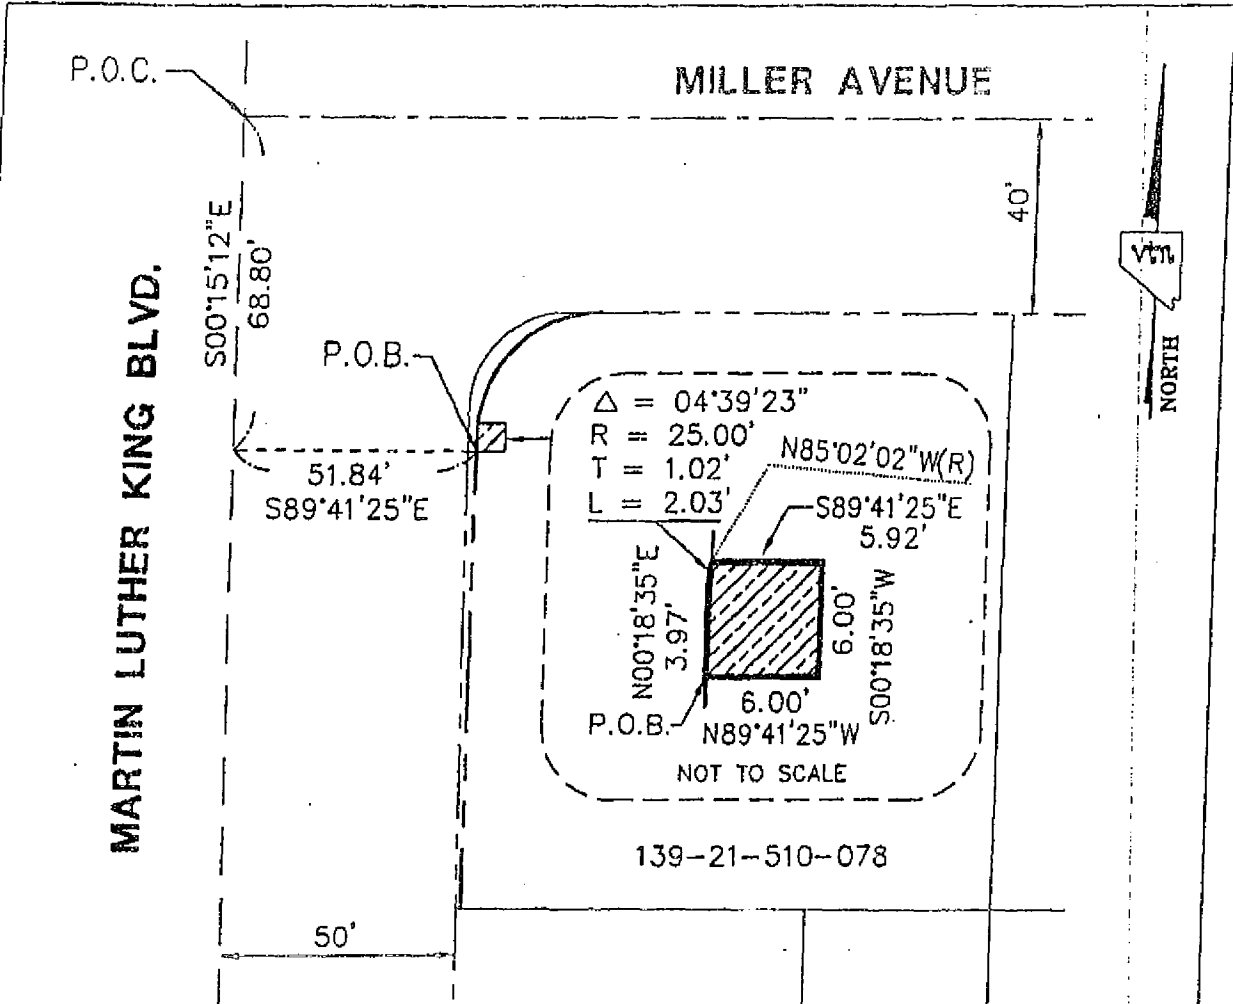 P.O.C.
MILLER AVENUE
40'
S00°15'12"E
68.80'
vtn
NORTH
MARTIN LUTHER KING BLVD.
P.O.B.
51.84'
S89°41'25"E
Δ = 04°39'23"
R = 25.00'
T = 1.02'
L = 2.03'
N85°02'02"W(R)
S89°41'25"E
5.92'
N00°18'35"E
3.97'
6.00'
S00°18'35"W
P.O.B.
6.00'
N89°41'25"W
NOT TO SCALE
139-21-510-078
50'